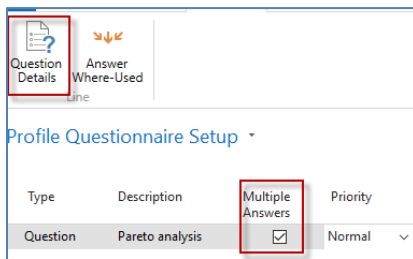 Question Details
Answer Where-Used
Line
Profile Questionnaire Setup
Type Description Multiple Answers Priority
Question Pareto analysis Normal